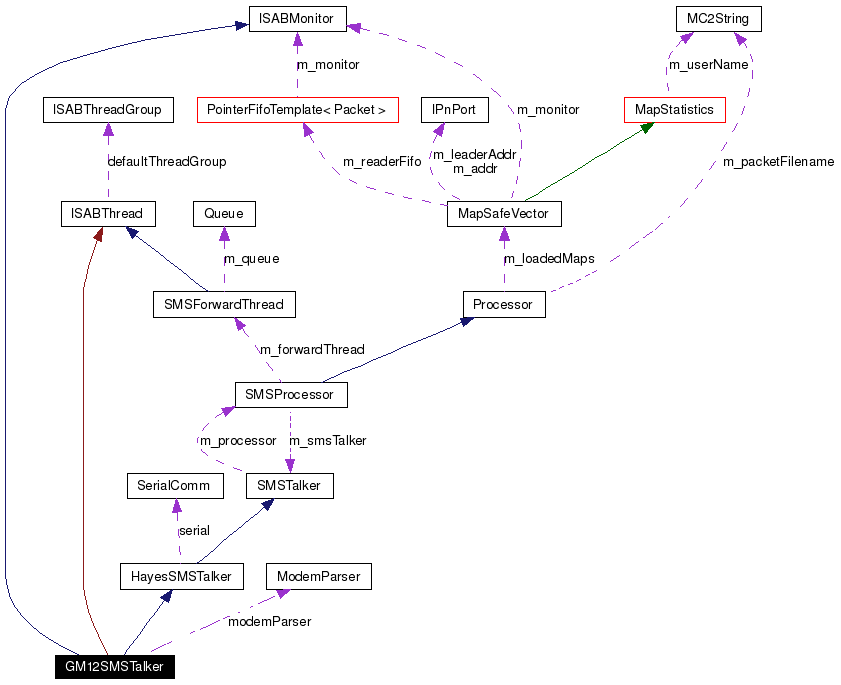 ISABMonitor
MC2String
m_monitor
m_userName
ISABThreadGroup
PointerFifoTemplate< Packet >
IPnPort
m_monitor
MapStatistics
defaultThreadGroup
m_readerFifo
m_leaderAddr
m_addr
m_packetFilename
ISABThread
Queue
MapSafeVector
m_queue
m_loadedMaps
SMSForwardThread
Processor
m_forwardThread
SMSProcessor
m_processor
m_smsTalker
SerialComm
SMSTalker
serial
HayesSMSTalker
ModemParser
modemParser
GM12SMSTalker